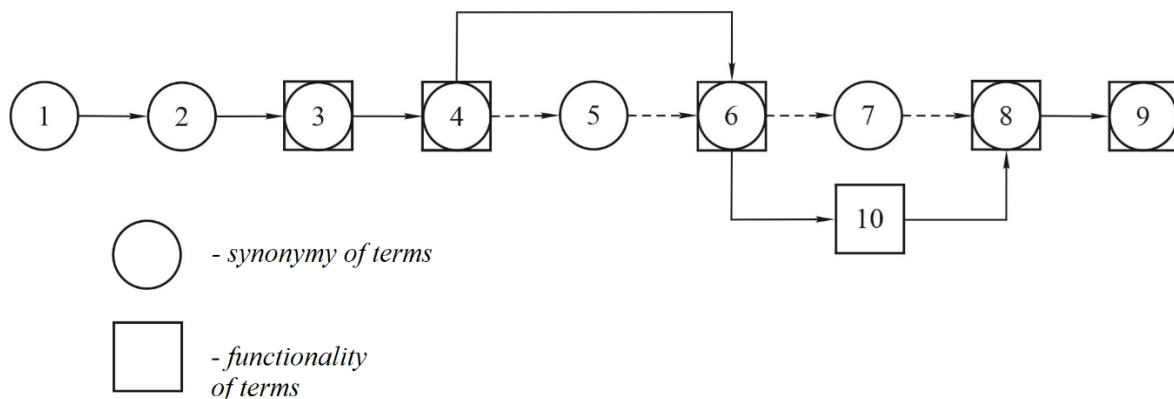 1 2 3 4 5 6 7 8 9
10
- synonymy of terms
- functionality
of terms